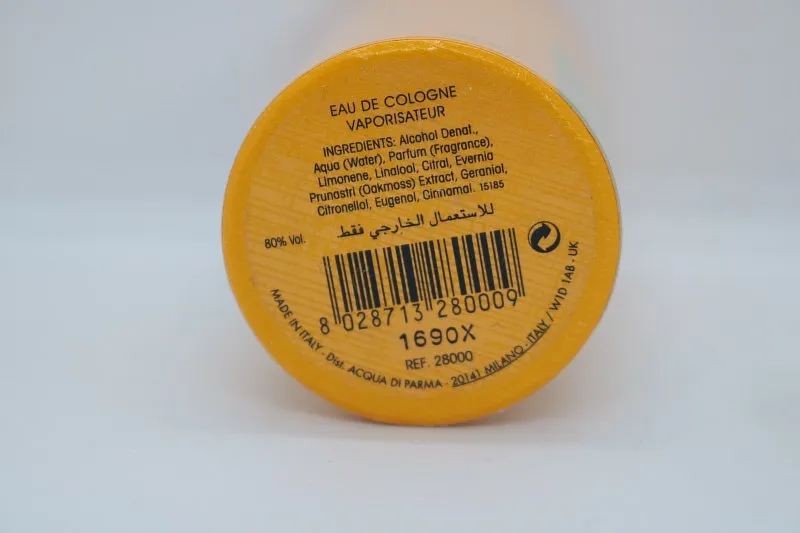 EAU DE COLOGNE
VAPORISATEUR
INGREDIENTS: Alcohol Denat.,
Aqua (Water), Parfum (Fragrance),
Limonene, Linalool, Citral, Evernia
Prunastri (Oakmoss) Extract, Geraniol,
Citronellol, Eugenol, Cinnamal. 15185
للاستعمال الخارجي فقط
80% Vol.
8 028713 280009
1690X
REF. 28000
MADE IN ITALY - Dist. ACQUA DI PARMA - 20141 MILANO - ITALY / W1D 1AB - UK